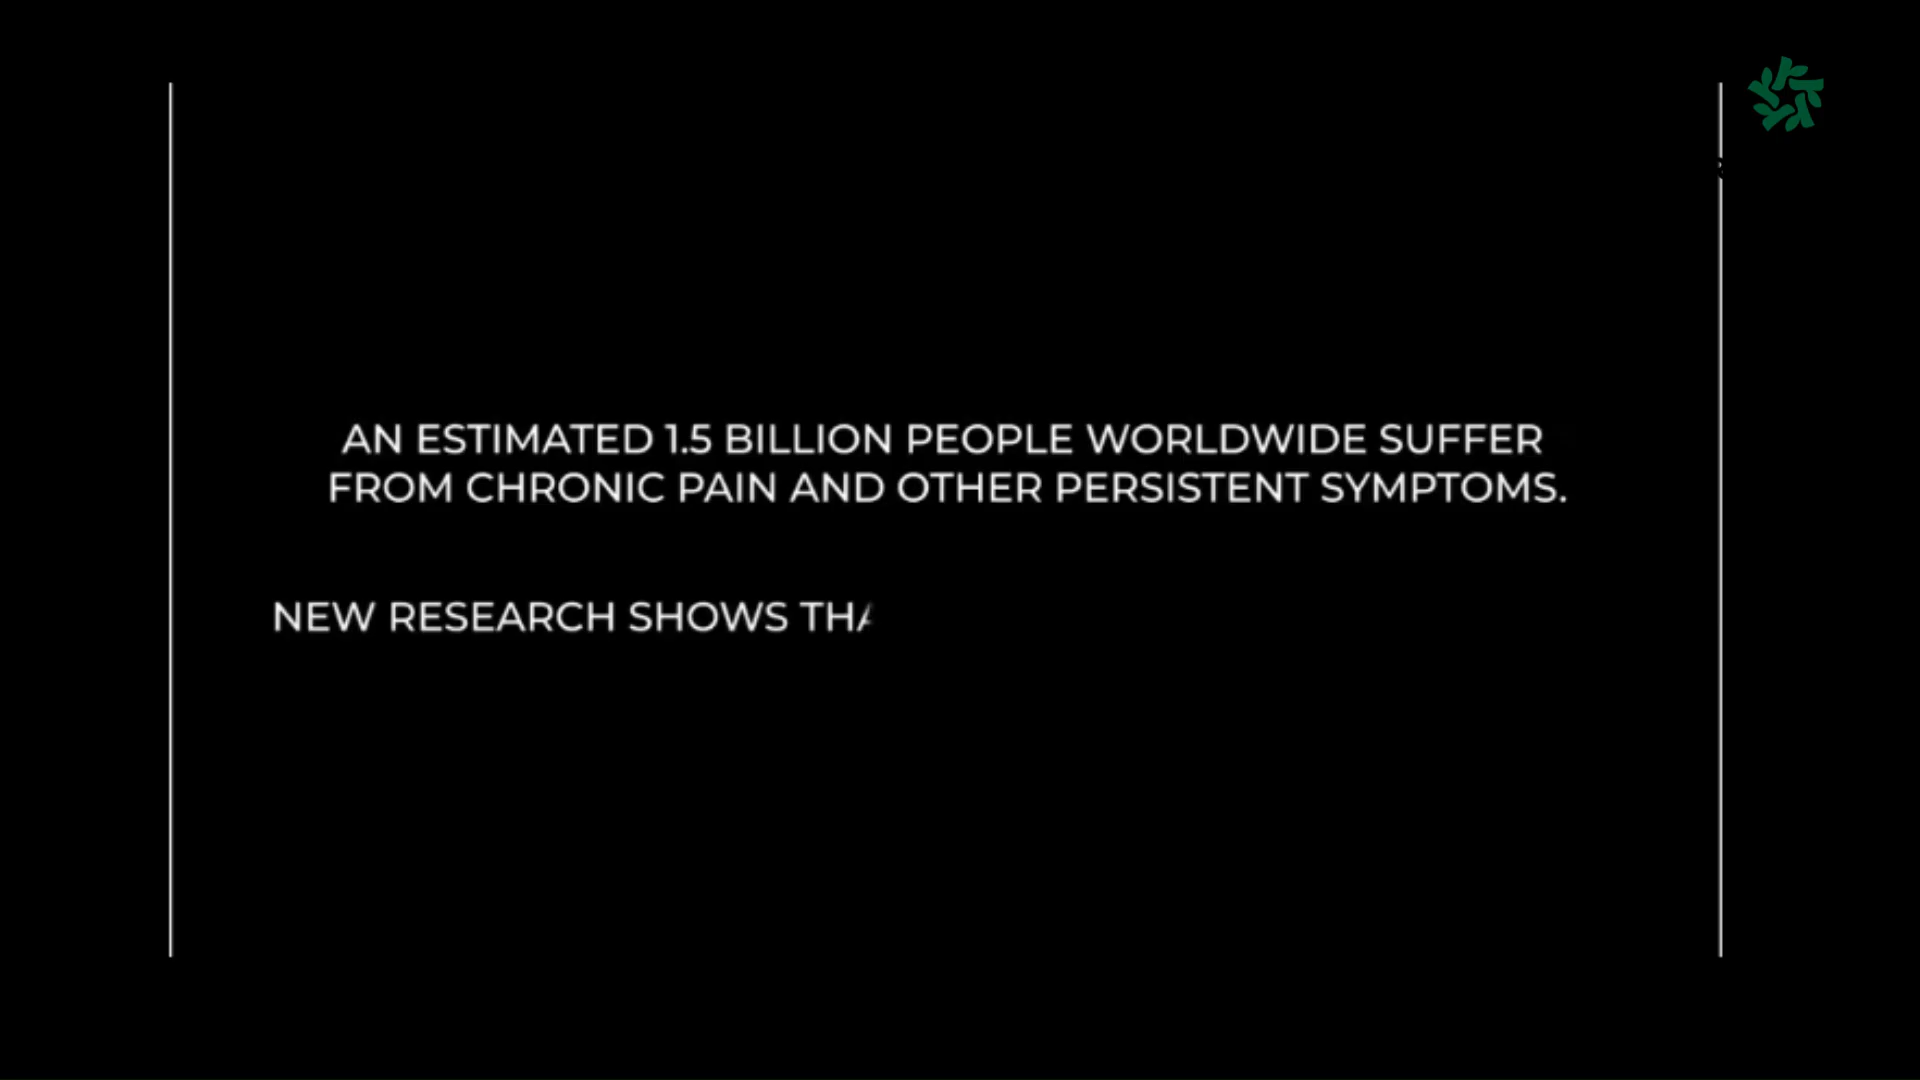 AN ESTIMATED 1.5 BILLION PEOPLE WORLDWIDE SUFFER
FROM CHRONIC PAIN AND OTHER PERSISTENT SYMPTOMS.
NEW RESEARCH SHOWS